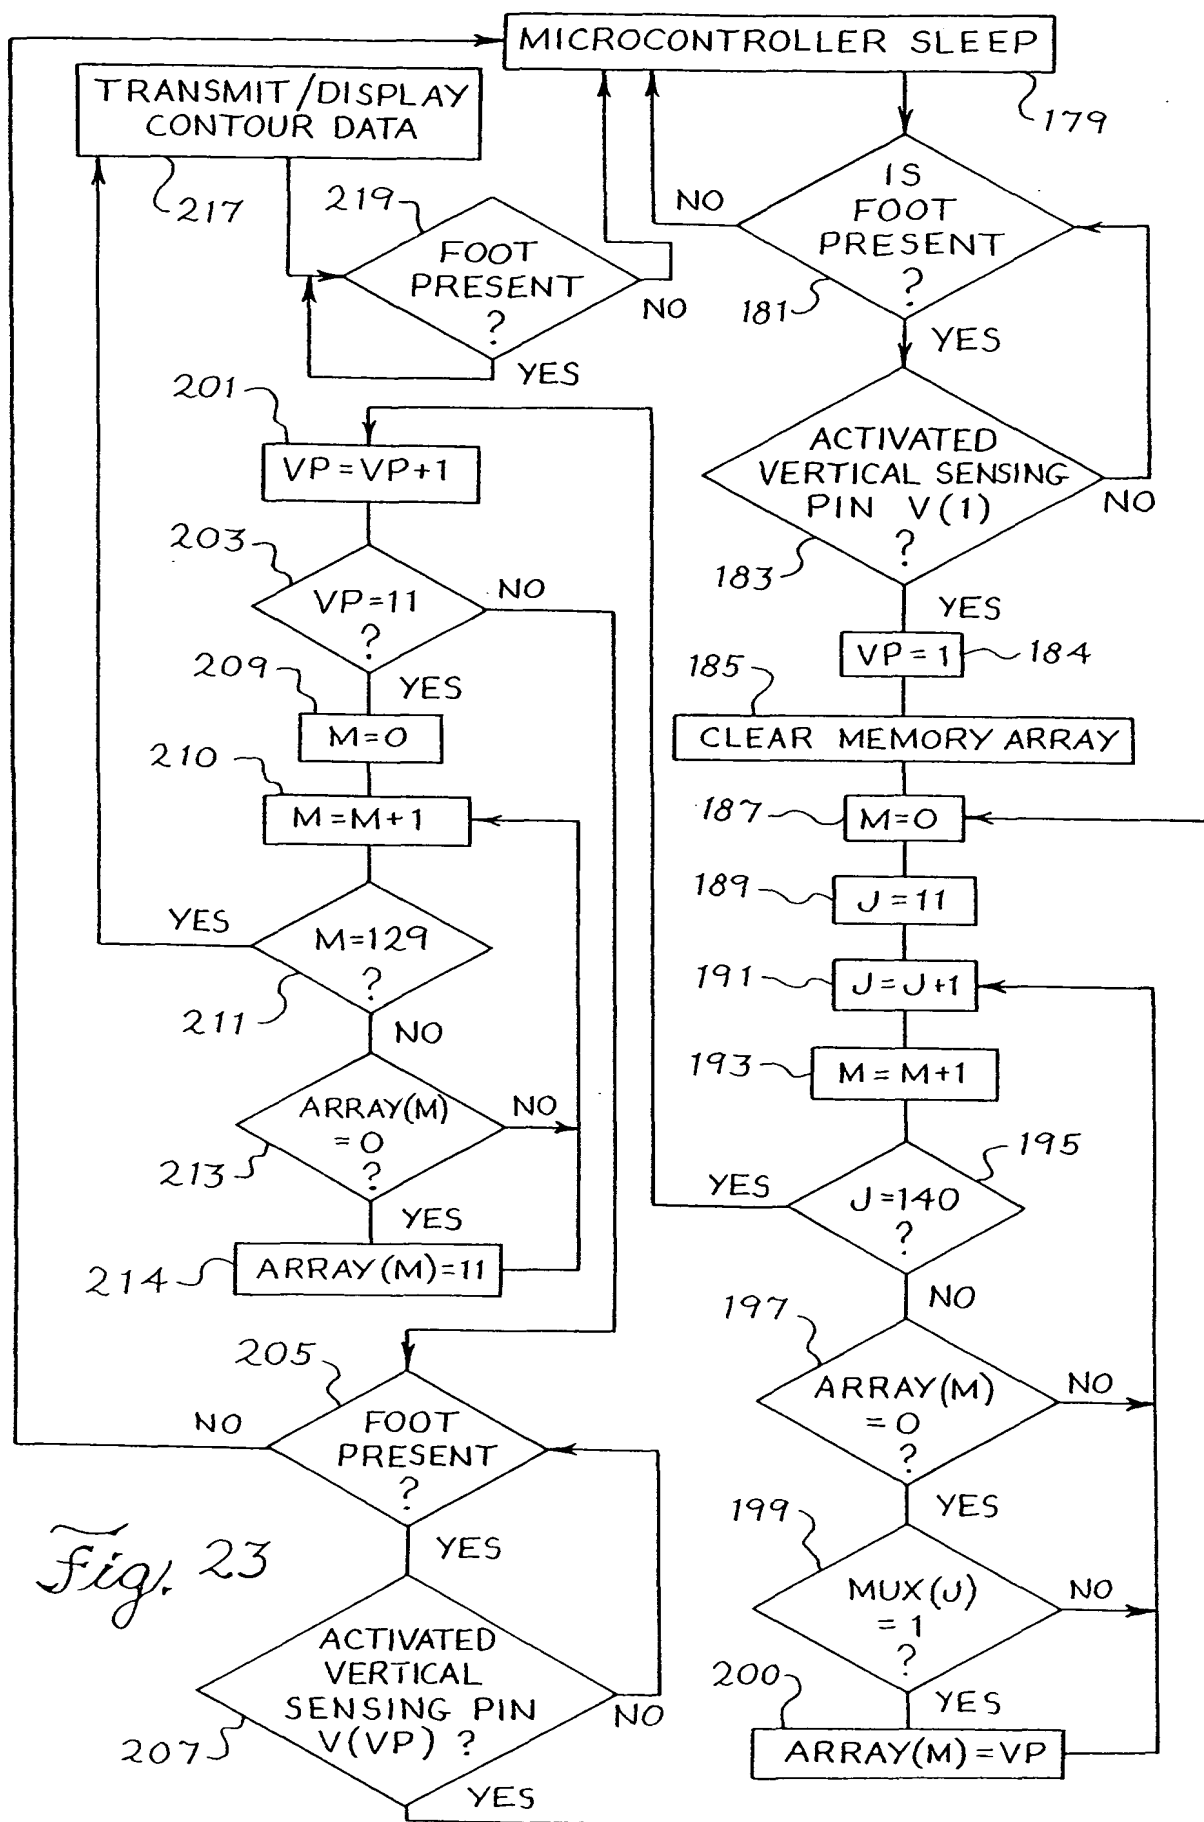 MICROCONTROLLER SLEEP
179
TRANSMIT/DISPLAY
CONTOUR DATA
217
219
FOOT
PRESENT
?
NO
YES
IS
FOOT
PRESENT
?
NO
181
YES
ACTIVATED
VERTICAL SENSING
PIN V(1)
?
NO
183
YES
VP=1
184
185
CLEAR MEMORY ARRAY
187
M=0
189
J=11
191
J=J+1
193
M=M+1
195
J=140
?
YES
NO
197
ARRAY(M)
=0
?
NO
YES
199
MUX(J)
=1
?
NO
YES
200
ARRAY(M)=VP
201
VP=VP+1
203
VP=11
?
NO
YES
209
M=0
210
M=M+1
YES
M=129
?
211
NO
ARRAY(M)
=0
?
NO
213
YES
214
ARRAY(M)=11
205
NO
FOOT
PRESENT
?
YES
ACTIVATED
VERTICAL
SENSING PIN
V(VP) ?
NO
207
YES
Fig. 23